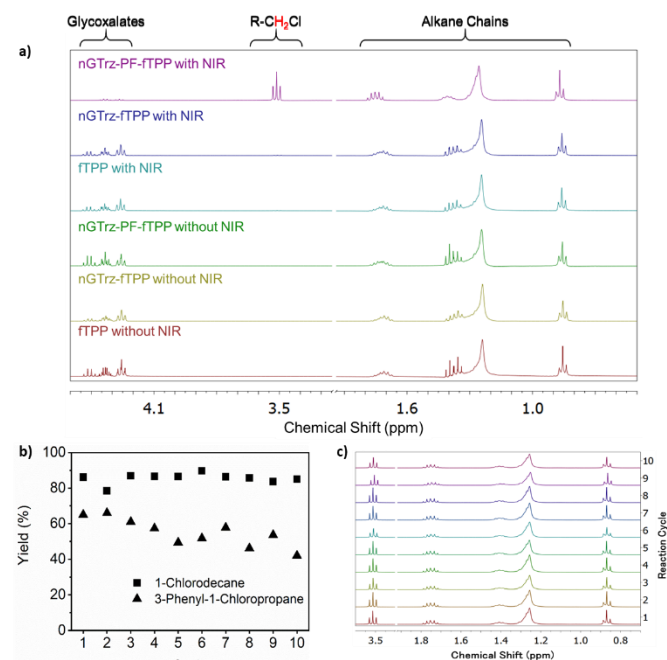 Glycoxalates R-CH₂Cl Alkane Chains
a)
nGTrz-PF-fTPP with NIR
nGTrz-fTPP with NIR
fTPP with NIR
nGTrz-PF-fTPP without NIR
nGTrz-fTPP without NIR
fTPP without NIR
4.1 3.5 1.6 1.0
Chemical Shift (ppm)
b)
100
80
60
40
20
0
Yield (%)
1-Chlorodecane
3-Phenyl-1-Chloropropane
1 2 3 4 5 6 7 8 9 10
c)
10
9
8
7
6
5
4
3
2
1
Reaction Cycle
3.5 1.8 1.6 1.4 1.2 1.0 0.8
Chemical Shift (ppm)